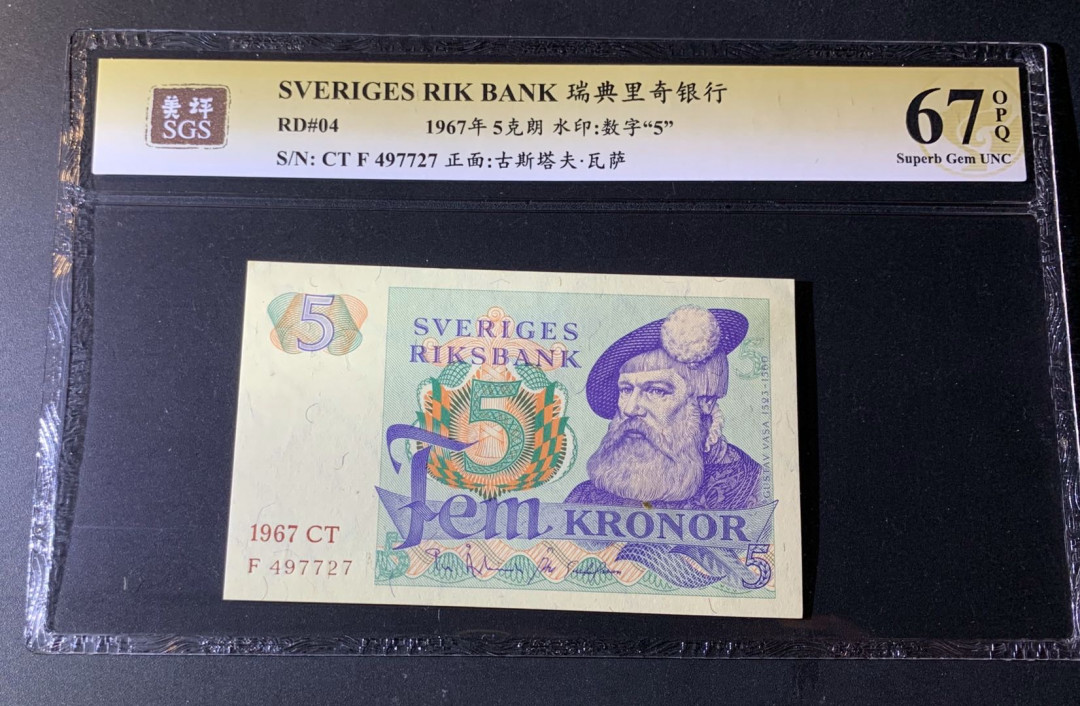 美评
SGS
SVERIGES RIK BANK 瑞典里奇银行
RD#04 1967年 5克朗 水印:数字“5”
S/N: CT F 497727 正面:古斯塔夫·瓦萨
67
OPQ
Superb Gem UNC
5
SVERIGES
RIKSBANK
5
5
GUSTAV VASA 1523-1560
Fem KRONOR
1967 CT
F 497727
5
5